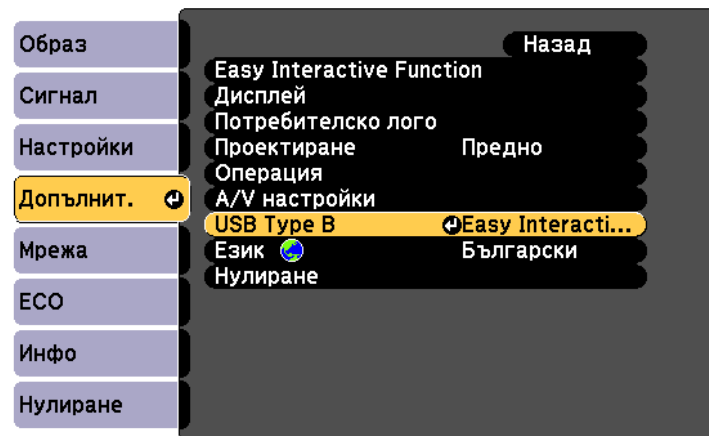 Образ
Сигнал
Настройки
Допълнит.
Мрежа
ECO
Инфо
Нулиране
Назад
Easy Interactive Function
Дисплей
Потребителско лого
Проектиране Предно
Операция
A/V настройки
USB Type B Easy Interacti...
Език Български
Нулиране